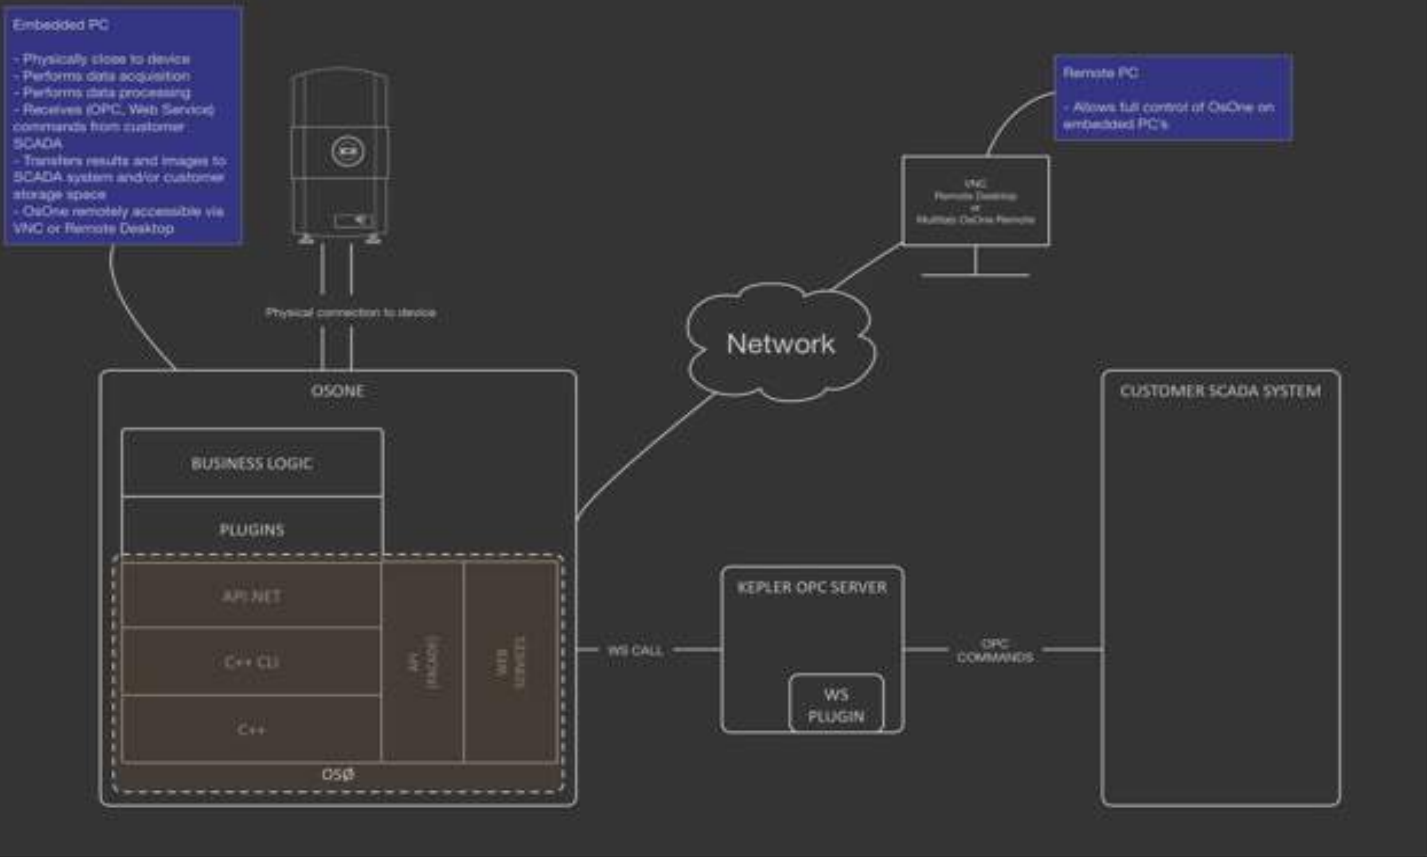 Embedded PC
- Physically close to device
- Performs data acquisition
- Performs data processing
- Receives (OPC, Web Service)
commands from customer
SCADA
- Transfers results and images to
SCADA system and/or customer
storage space
- OsOne remotely accessible via
VNC or Remote Desktop
Remote PC
- Allows full control of OsOne on
embedded PC's
VNC
Remote Desktop
or
OsOne Remote
Physical connection to device
Network
OSONE
BUSINESS LOGIC
PLUGINS
API.NET
C++ CLI
C++
API
(FACADE)
WEB
SERVICES
OSØ
WS CALL
KEPLER OPC SERVER
WS
PLUGIN
OPC
COMMANDS
CUSTOMER SCADA SYSTEM